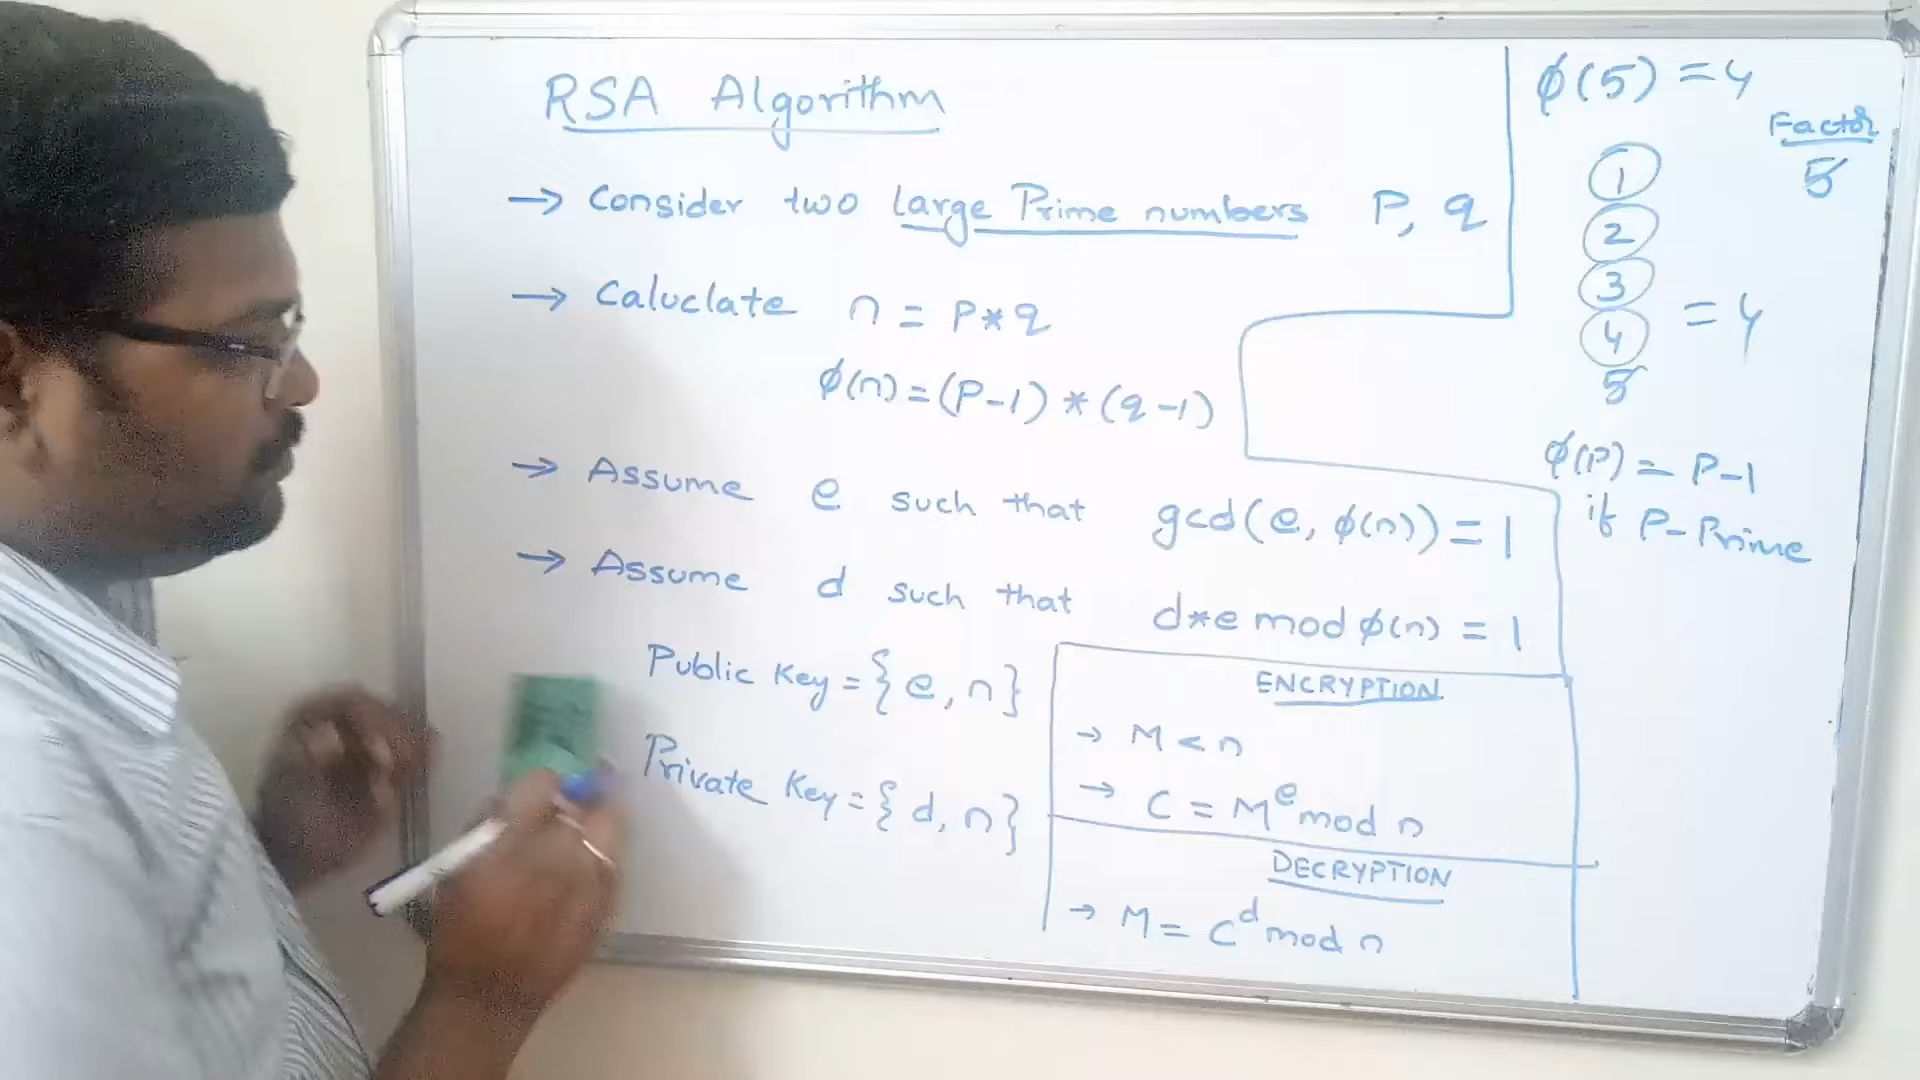 RSA Algorithm
→ Consider two large Prime numbers P, q
→ Caluclate n = P*q
ϕ(n) = (P-1) * (q-1)
→ Assume e such that gcd(e, ϕ(n)) = 1
→ Assume d such that d*e mod ϕ(n) = 1
Public Key = {e, n}
Private Key = {d, n}
ENCRYPTION
→ M < n
→ C = M^e mod n
DECRYPTION
→ M = C^d mod n
ϕ(5) = 4
Factor
5
1
2
3
4
= 4
5
ϕ(P) = P-1
if P-Prime